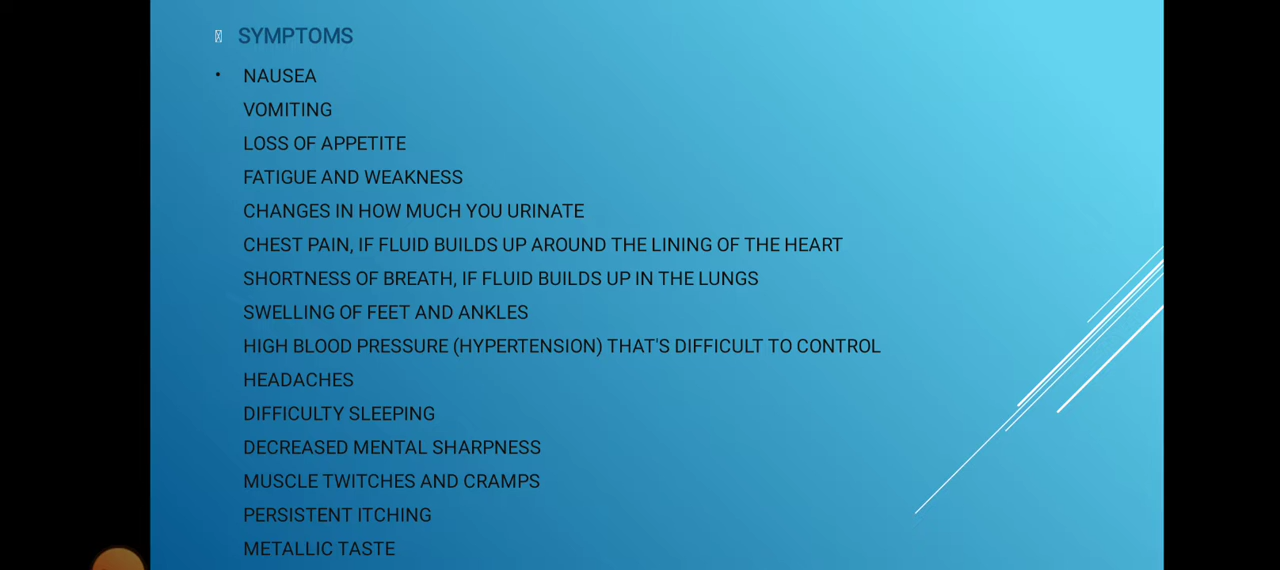 SYMPTOMS
• NAUSEA
VOMITING
LOSS OF APPETITE
FATIGUE AND WEAKNESS
CHANGES IN HOW MUCH YOU URINATE
CHEST PAIN, IF FLUID BUILDS UP AROUND THE LINING OF THE HEART
SHORTNESS OF BREATH, IF FLUID BUILDS UP IN THE LUNGS
SWELLING OF FEET AND ANKLES
HIGH BLOOD PRESSURE (HYPERTENSION) THAT'S DIFFICULT TO CONTROL
HEADACHES
DIFFICULTY SLEEPING
DECREASED MENTAL SHARPNESS
MUSCLE TWITCHES AND CRAMPS
PERSISTENT ITCHING
METALLIC TASTE